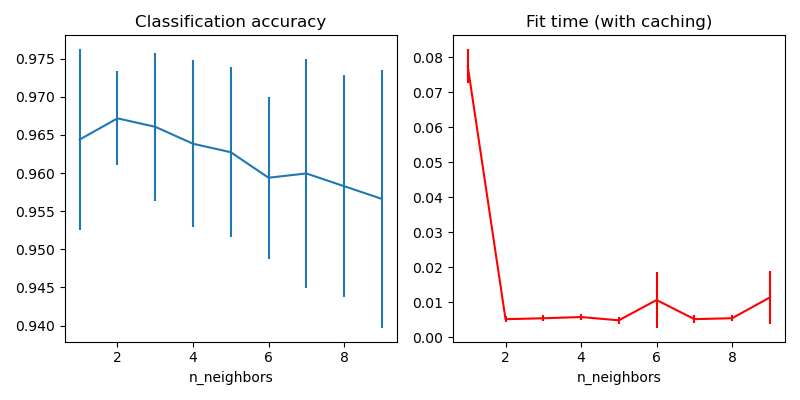 Classification accuracy
0.975
0.970
0.965
0.960
0.955
0.950
0.945
0.940
2 4 6 8
n_neighbors
Fit time (with caching)
0.08
0.07
0.06
0.05
0.04
0.03
0.02
0.01
0.00
2 4 6 8
n_neighbors